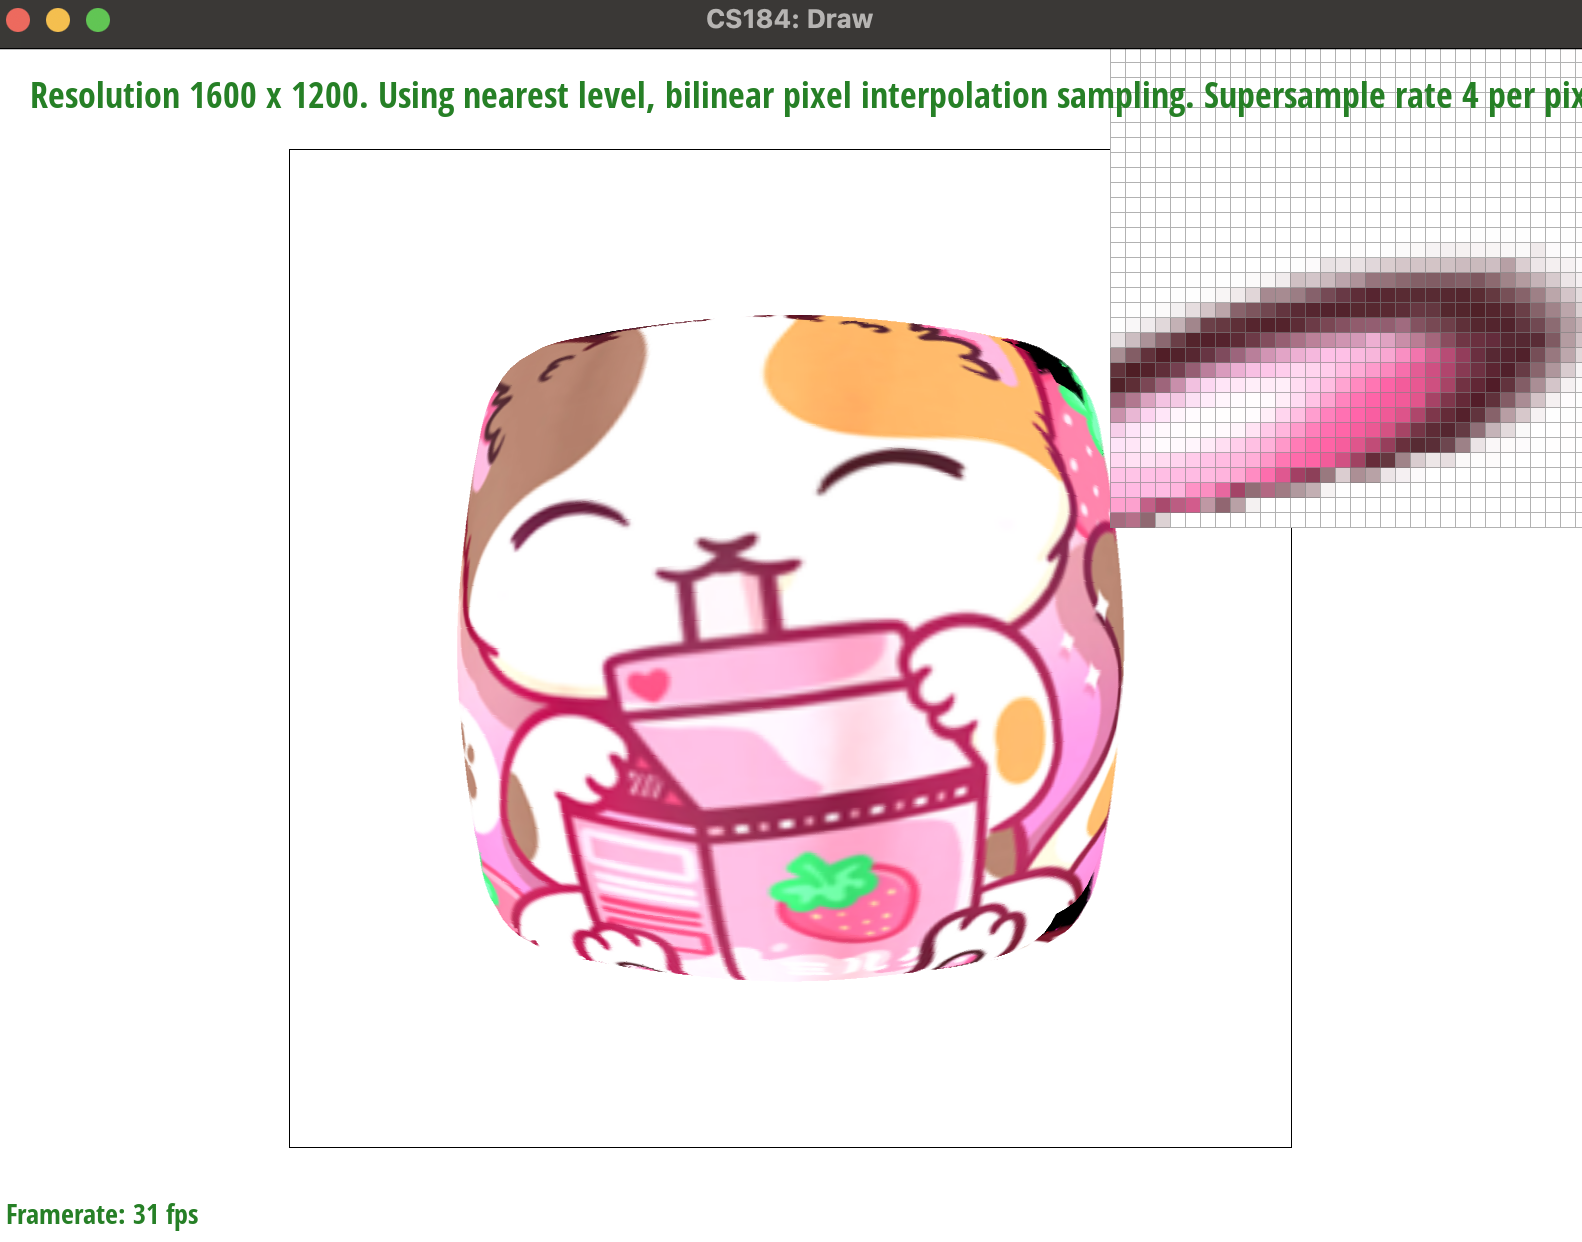 CS184: Draw
Resolution 1600 x 1200. Using nearest level, bilinear pixel interpolation sampling. Supersample rate 4 per pix
Framerate: 31 fps